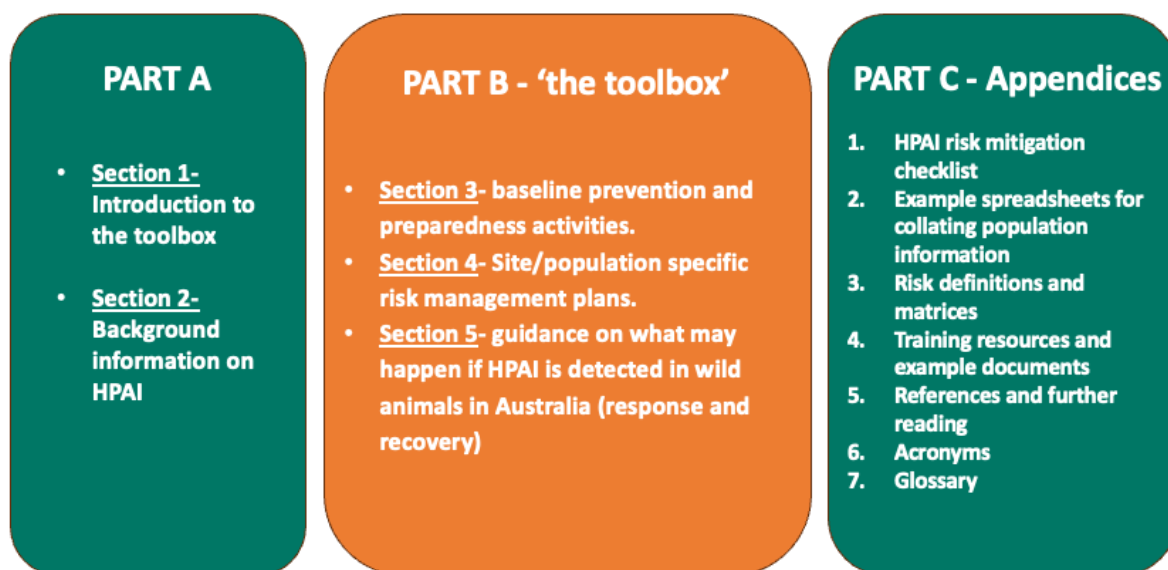 PART A
• Section 1-
Introduction to
the toolbox
• Section 2-
Background
information on
HPAI
PART B - ‘the toolbox’
• Section 3- baseline prevention and
preparedness activities.
• Section 4- Site/population specific
risk management plans.
• Section 5- guidance on what may
happen if HPAI is detected in wild
animals in Australia (response and
recovery)
PART C - Appendices
1. HPAI risk mitigation
checklist
2. Example spreadsheets for
collating population
information
3. Risk definitions and
matrices
4. Training resources and
example documents
5. References and further
reading
6. Acronyms
7. Glossary